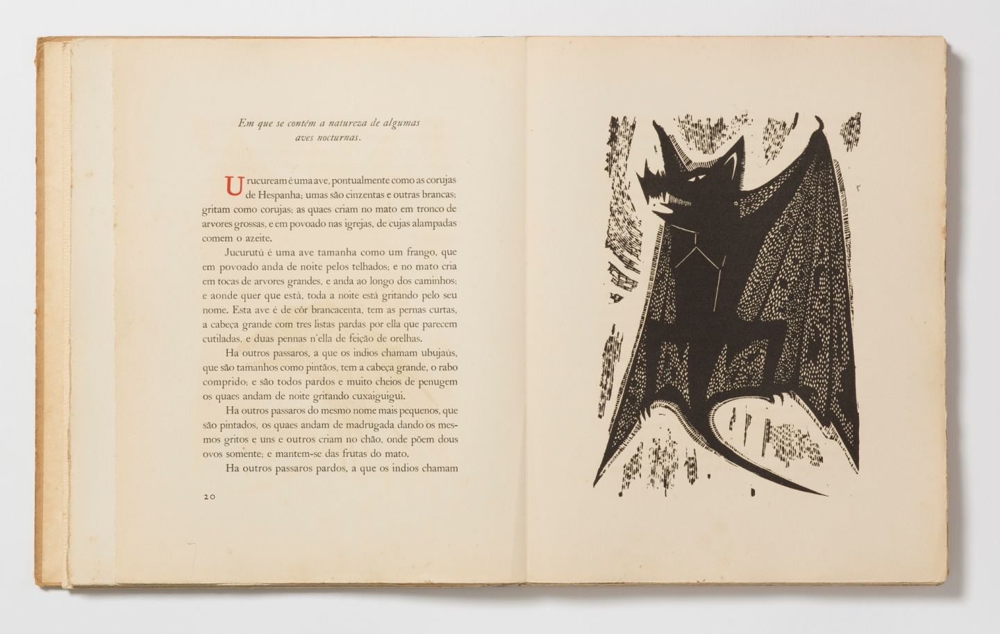 Em que se contém a natureza de algumas
aves nocturnas.
Urucuream é uma ave, pontualmente como as corujas
de Hespanha; umas são cinzentas e outras brancas;
gritam como corujas; as quaes criam no mato em tronco de
arvores grossas, e em povoado nas igrejas, de cujas alampadas
comem o azeite.
Jucurutú é uma ave tamanha como um frango, que
em povoado anda de noite pelos telhados; e no mato cria
em tocas de arvores grandes, e anda ao longo dos caminhos;
e aonde quer que está, toda a noite está gritando pelo seu
nome. Esta ave é de côr brancacenta, tem as pernas curtas,
a cabeça grande com tres listas pardas por ella que parecem
cutiladas, e duas pennas n'ella de feição de orelhas.
Ha outros passaros, a que os indios chamam ubujaús,
que são tamanhos como pintãos, tem a cabeça grande, o rabo
comprido; e são todos pardos e muito cheios de penugem
os quaes andam de noite gritando cuxaiguigui.
Ha outros passaros do mesmo nome mais pequenos, que
são pintados, os quaes andam de madrugada dando os mes-
mos gritos e uns e outros criam no chão, onde põem dous
ovos somente; e mantem-se das frutas do mato.
Ha outros passaros pardos, a que os indios chamam
20